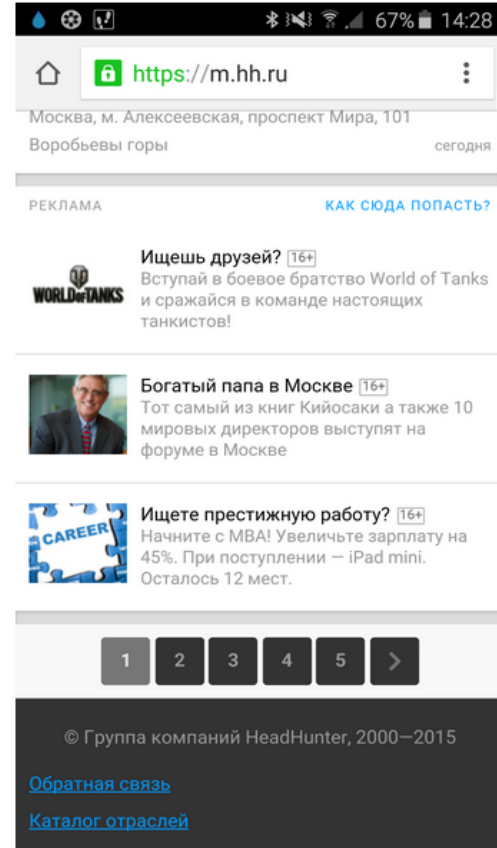 67% 14:28
https://m.hh.ru
Москва, м. Алексеевская, проспект Мира, 101
Воробьевы горы сегодня
РЕКЛАМА КАК СЮДА ПОПАСТЬ?
Ищешь друзей? 16+
Вступай в боевое братство World of Tanks
и сражайся в команде настоящих
танкистов!
WORLD OF TANKS
Богатый папа в Москве 16+
Тот самый из книг Кийосаки а также 10
мировых директоров выступят на
форуме в Москве
Ищете престижную работу? 16+
Начните с MBA! Увеличьте зарплату на
45%. При поступлении — iPad mini.
Осталось 12 мест.
CAREER
1 2 3 4 5 >
© Группа компаний HeadHunter, 2000—2015
Обратная связь
Каталог отраслей